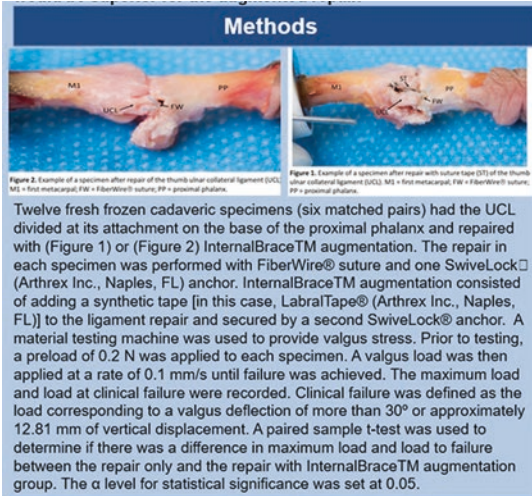 Methods
M1
UCL
FW
PP
M1
ST
UCL
FW
PP
Figure 2. Example of a specimen after repair of the thumb ulnar collateral ligament (UCL)
M1 = first metacarpal; FW = FiberWire® suture; PP = proximal phalanx.
Figure 1. Example of a specimen after repair with suture tape (ST) of the thumb
ulnar collateral ligament (UCL). M1 = first metacarpal; FW = FiberWire® suture;
PP = proximal phalanx.
Twelve fresh frozen cadaveric specimens (six matched pairs) had the UCL
divided at its attachment on the base of the proximal phalanx and repaired
with (Figure 1) or (Figure 2) InternalBraceTM augmentation. The repair in
each specimen was performed with FiberWire® suture and one SwiveLock□
(Arthrex Inc., Naples, FL) anchor. InternalBraceTM augmentation consisted
of adding a synthetic tape [in this case, LabralTape® (Arthrex Inc., Naples,
FL)] to the ligament repair and secured by a second SwiveLock® anchor. A
material testing machine was used to provide valgus stress. Prior to testing,
a preload of 0.2 N was applied to each specimen. A valgus load was then
applied at a rate of 0.1 mm/s until failure was achieved. The maximum load
and load at clinical failure were recorded. Clinical failure was defined as the
load corresponding to a valgus deflection of more than 30º or approximately
12.81 mm of vertical displacement. A paired sample t-test was used to
determine if there was a difference in maximum load and load to failure
between the repair only and the repair with InternalBraceTM augmentation
group. The α level for statistical significance was set at 0.05.